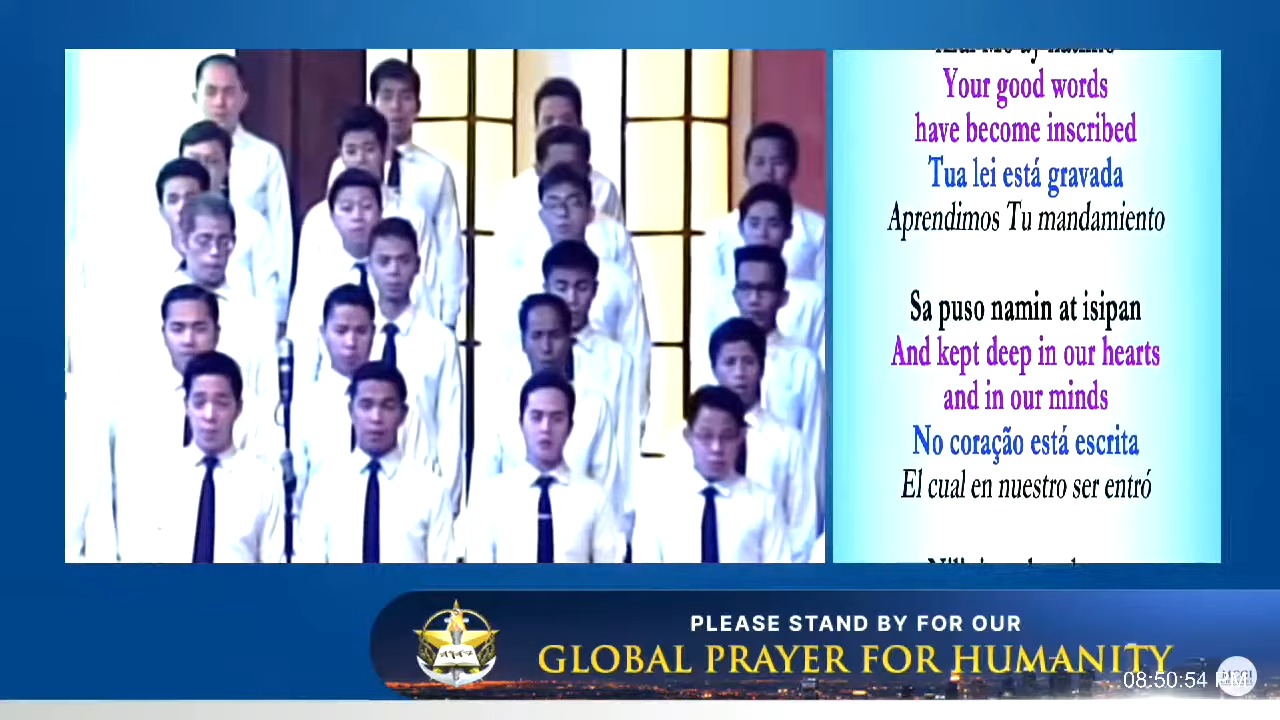 Your good words
have become inscribed
Tua lei está gravada
Aprendimos Tu mandamiento
Sa puso namin at isipan
And kept deep in our hearts
and in our minds
No coração está escrita
El cual en nuestro ser entró
PLEASE STAND BY FOR OUR
GLOBAL PRAYER FOR HUMANITY
08:50:54 PM